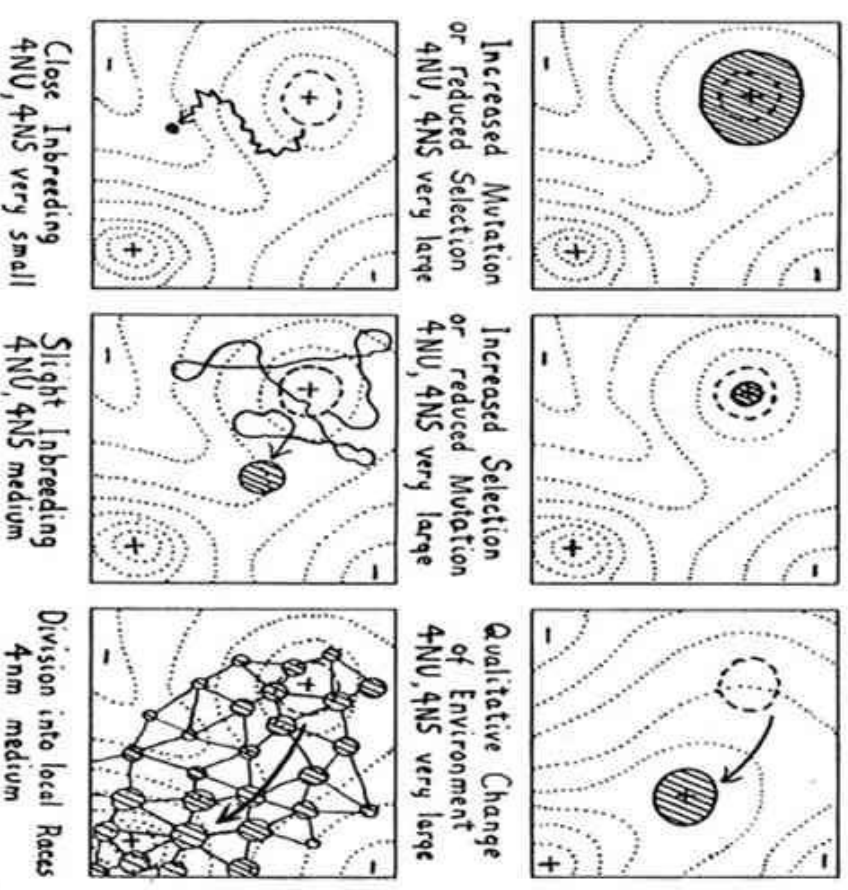 Increased Mutation
or reduced Selection
4NU, 4NS very large
Increased Selection
or reduced Mutation
4NU, 4NS very large
Qualitative Change
of Environment
4NU, 4NS very large
Close Inbreeding
4NU, 4NS very small
Slight Inbreeding
4NU, 4NS medium
Division into local Races
4nm medium